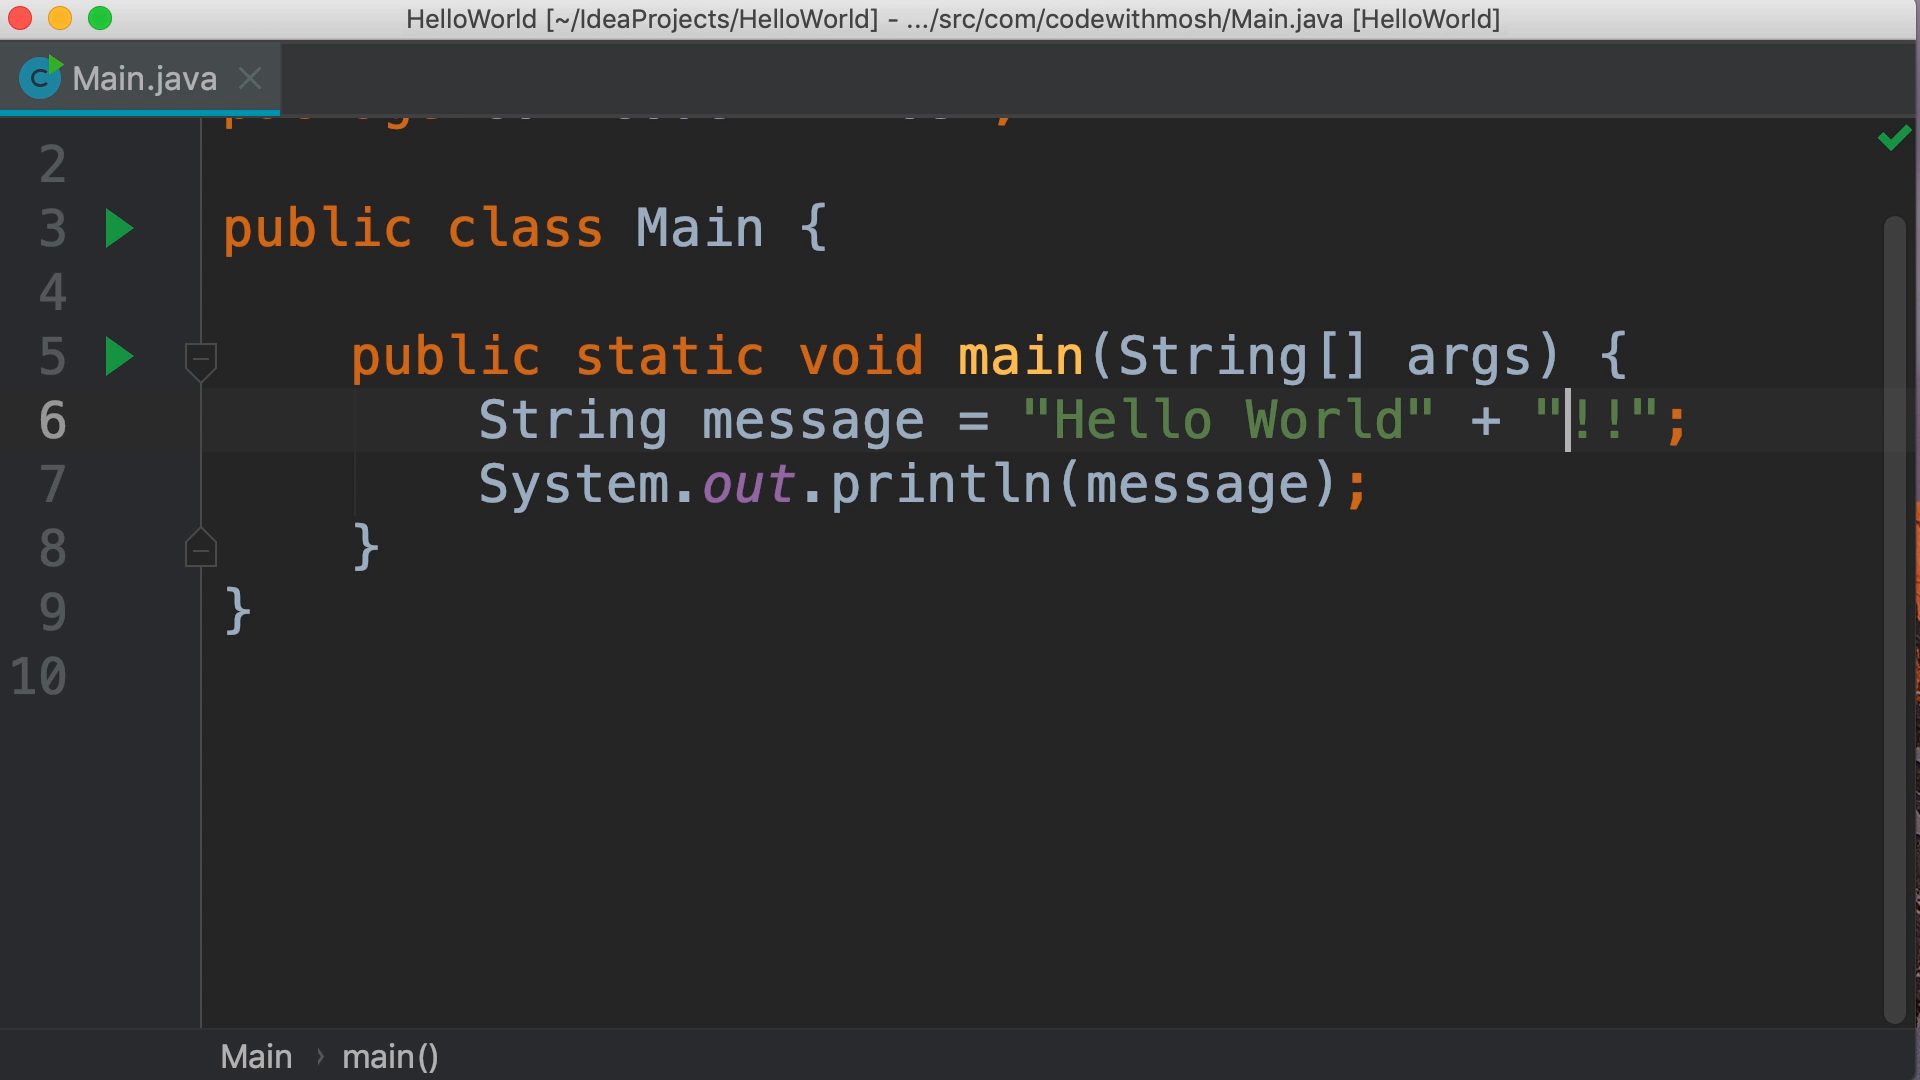 HelloWorld [~/IdeaProjects/HelloWorld] - .../src/com/codewithmosh/Main.java [HelloWorld]
C Main.java
2
3 public class Main {
4
5 public static void main(String[] args) {
6 String message = "Hello World" + "!!";
7 System.out.println(message);
8 }
9 }
10
Main › main()